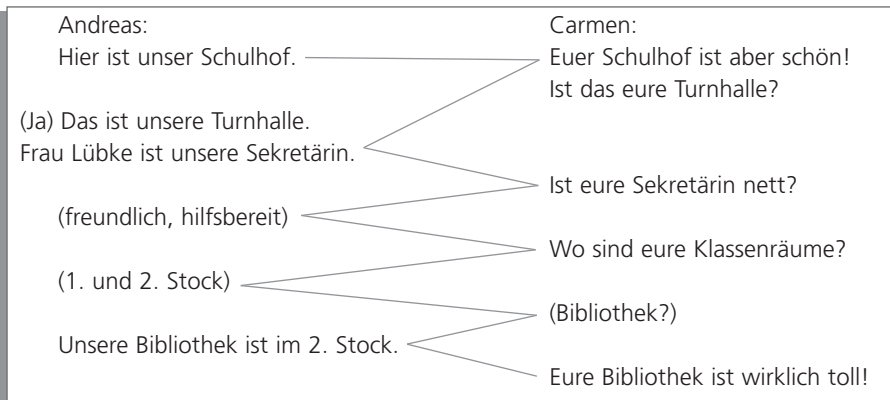 Andreas:
Carmen:
Hier ist unser Schulhof.
Euer Schulhof ist aber schön!
Ist das eure Turnhalle?
(Ja) Das ist unsere Turnhalle.
Frau Lübke ist unsere Sekretärin.
Ist eure Sekretärin nett?
(freundlich, hilfsbereit)
Wo sind eure Klassenräume?
(1. und 2. Stock)
(Bibliothek?)
Unsere Bibliothek ist im 2. Stock.
Eure Bibliothek ist wirklich toll!